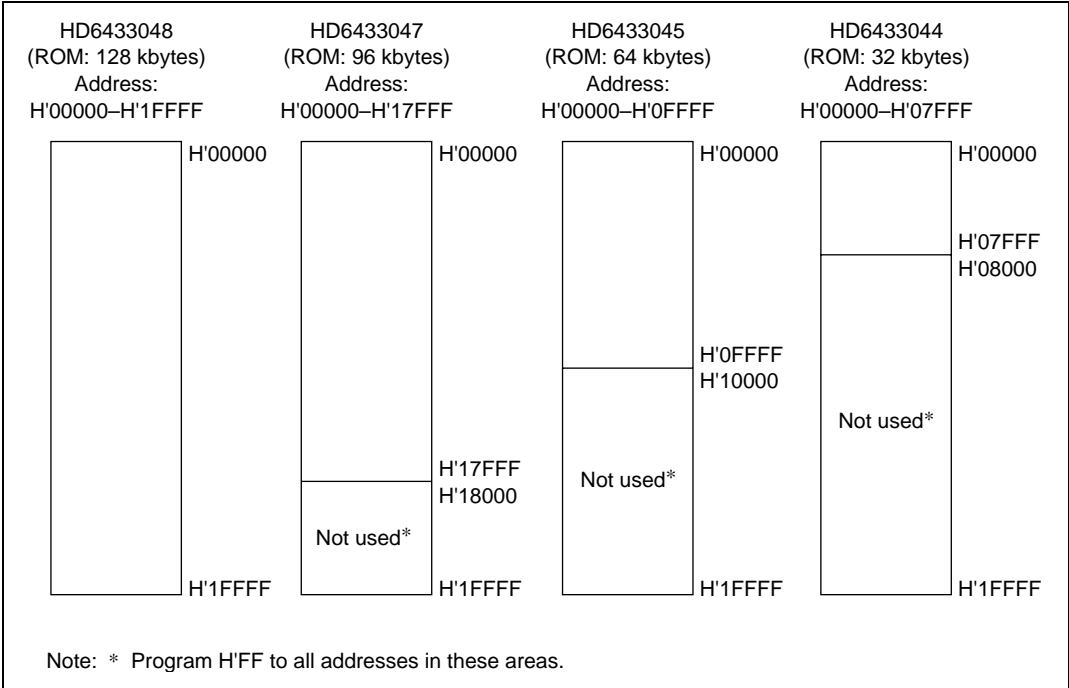 HD6433048
(ROM: 128 kbytes)
Address:
H'00000–H'1FFFF
HD6433047
(ROM: 96 kbytes)
Address:
H'00000–H'17FFF
HD6433045
(ROM: 64 kbytes)
Address:
H'00000–H'0FFFF
HD6433044
(ROM: 32 kbytes)
Address:
H'00000–H'07FFF
H'00000
H'1FFFF
H'00000
H'17FFF
H'18000
Not used*
H'1FFFF
H'00000
H'0FFFF
H'10000
Not used*
H'1FFFF
H'00000
H'07FFF
H'08000
Not used*
H'1FFFF
Note: * Program H'FF to all addresses in these areas.